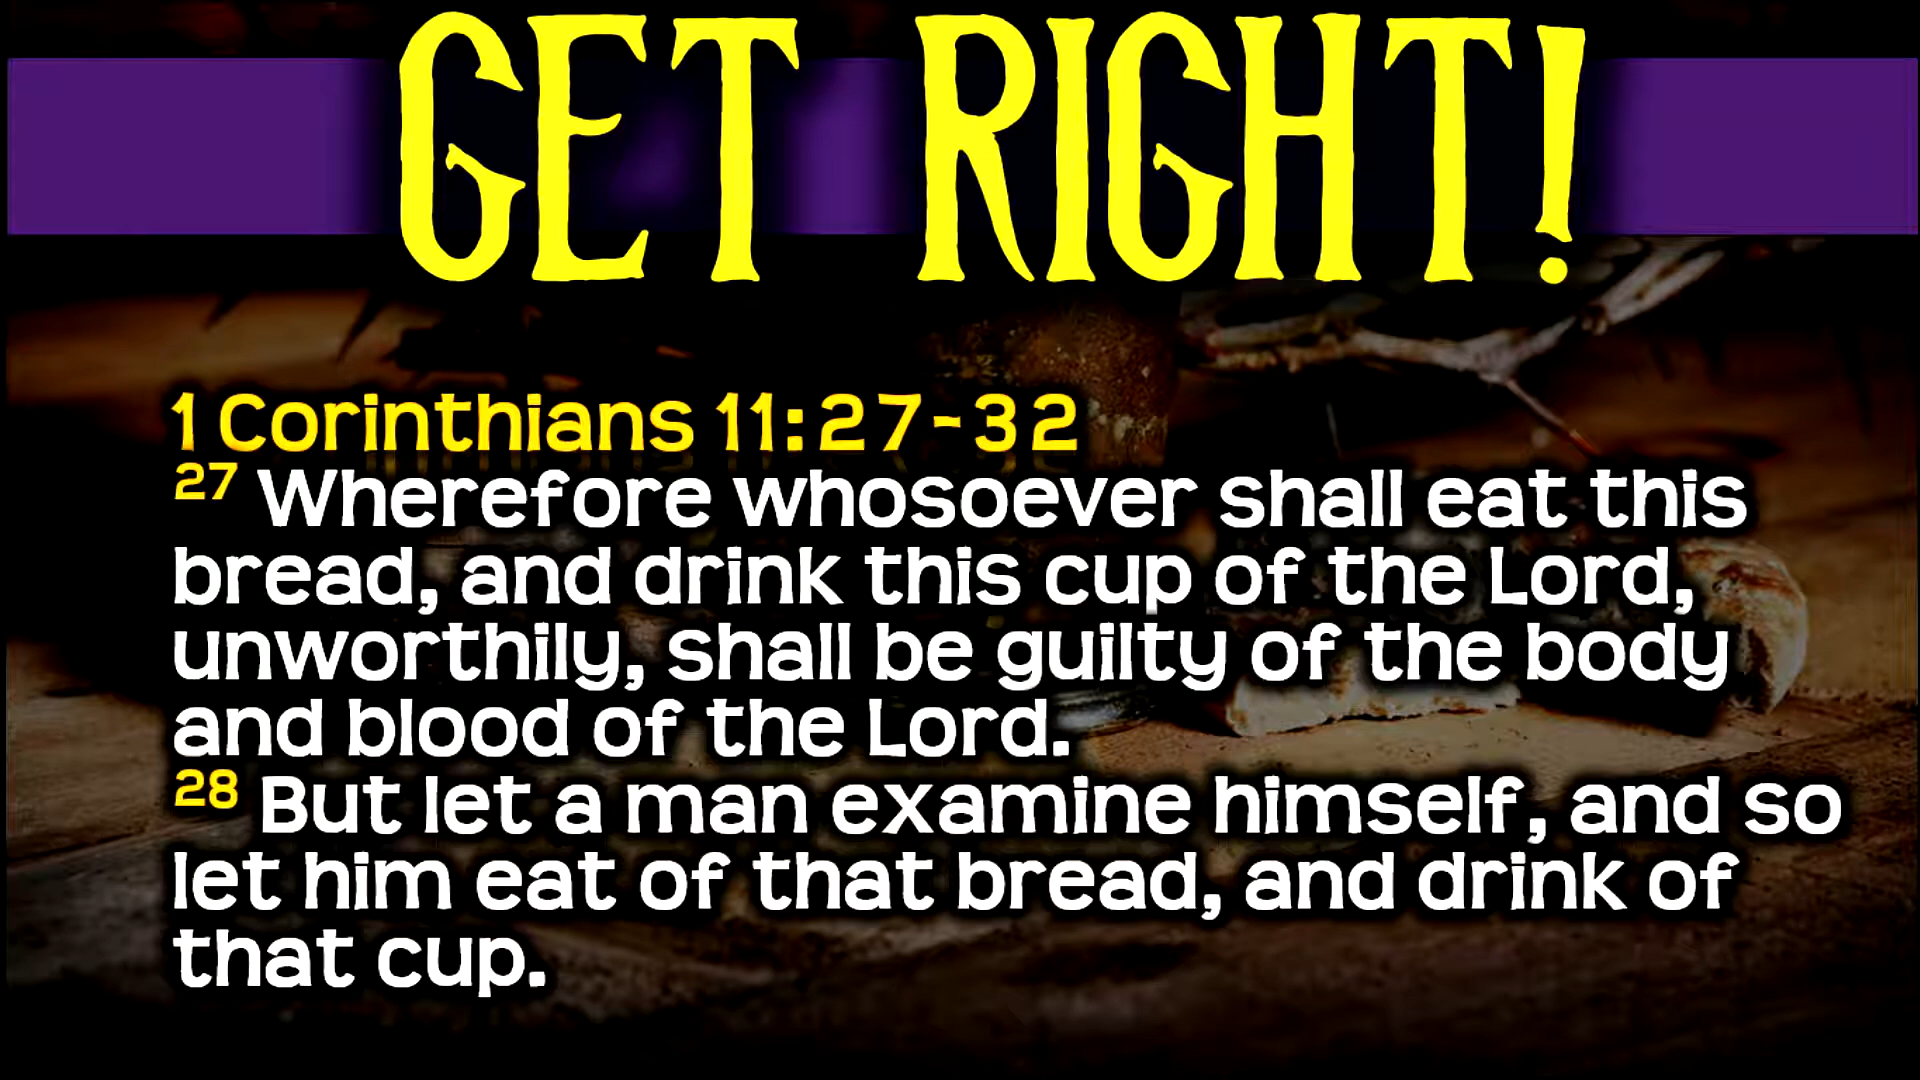 GET RIGHT!
1 Corinthians 11:27-32
27 Wherefore whosoever shall eat this
bread, and drink this cup of the Lord,
unworthily, shall be guilty of the body
and blood of the Lord.
28 But let a man examine himself, and so
let him eat of that bread, and drink of
that cup.